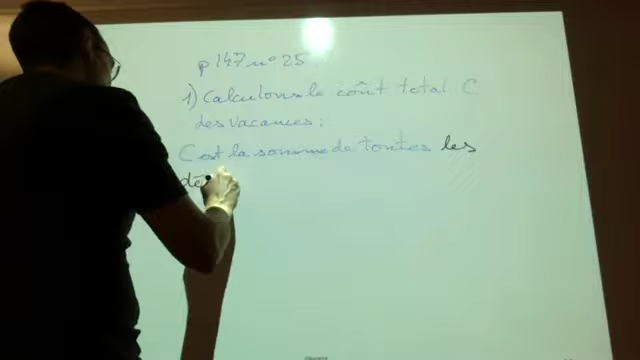 p 147 n° 25
1) Calculons le coût total C
des vacances :
C est la somme de toutes les
dé